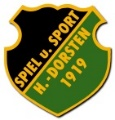 SPIEL u. SPORT
H.-DORSTEN
1919